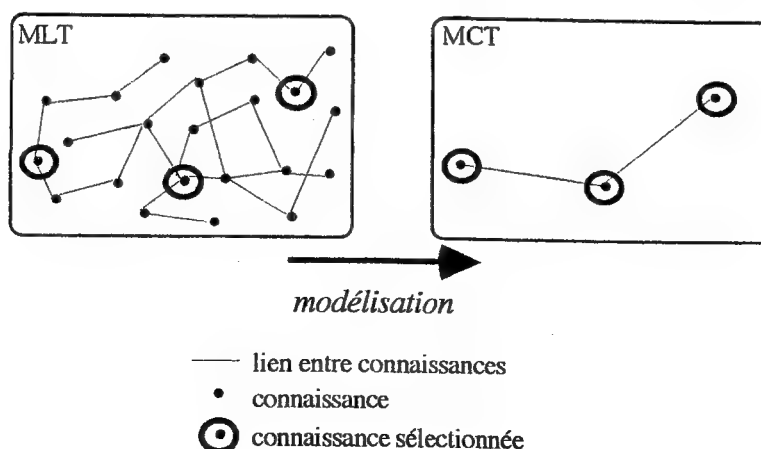 MLT
MCT
modélisation
lien entre connaissances
connaissance
connaissance sélectionnée